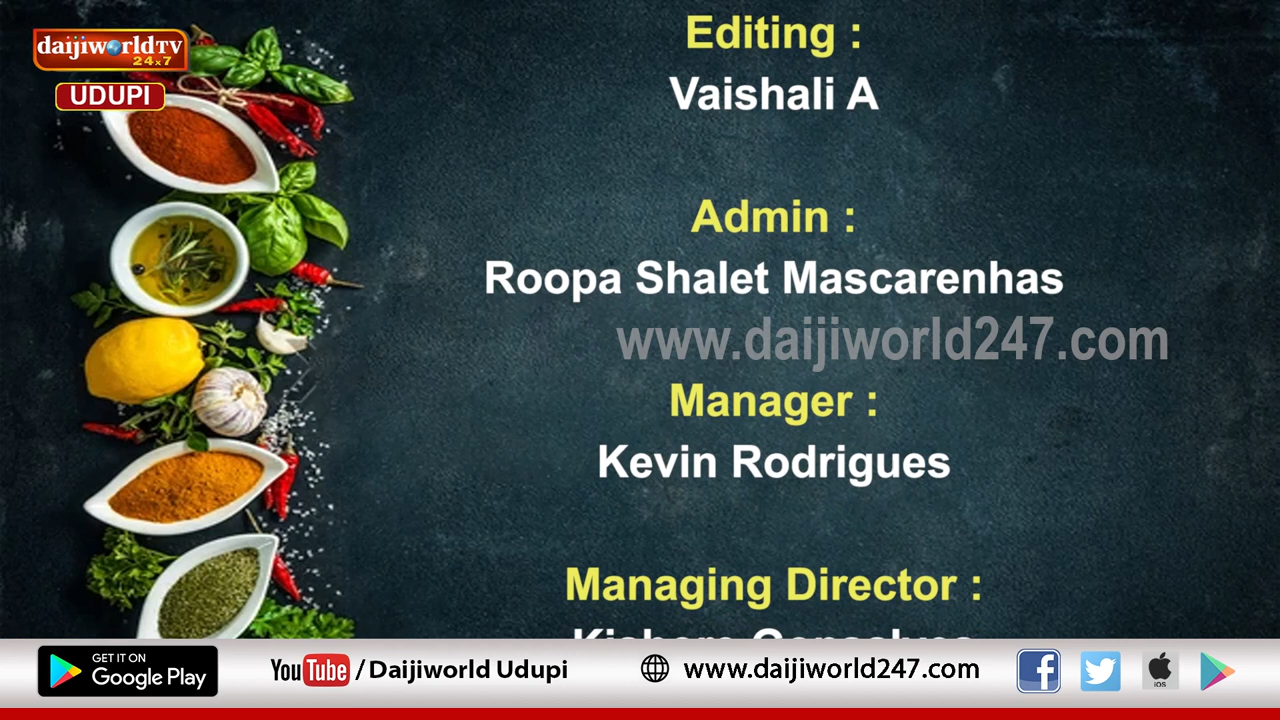 daijiworldTV
24x7
UDUPI
Editing :
Vaishali A
Admin :
Roopa Shalet Mascarenhas
www.daijiworld247.com
Manager :
Kevin Rodrigues
Managing Director :
GET IT ON
Google Play
YouTube /Daijiworld Udupi
www.daijiworld247.com
iOS